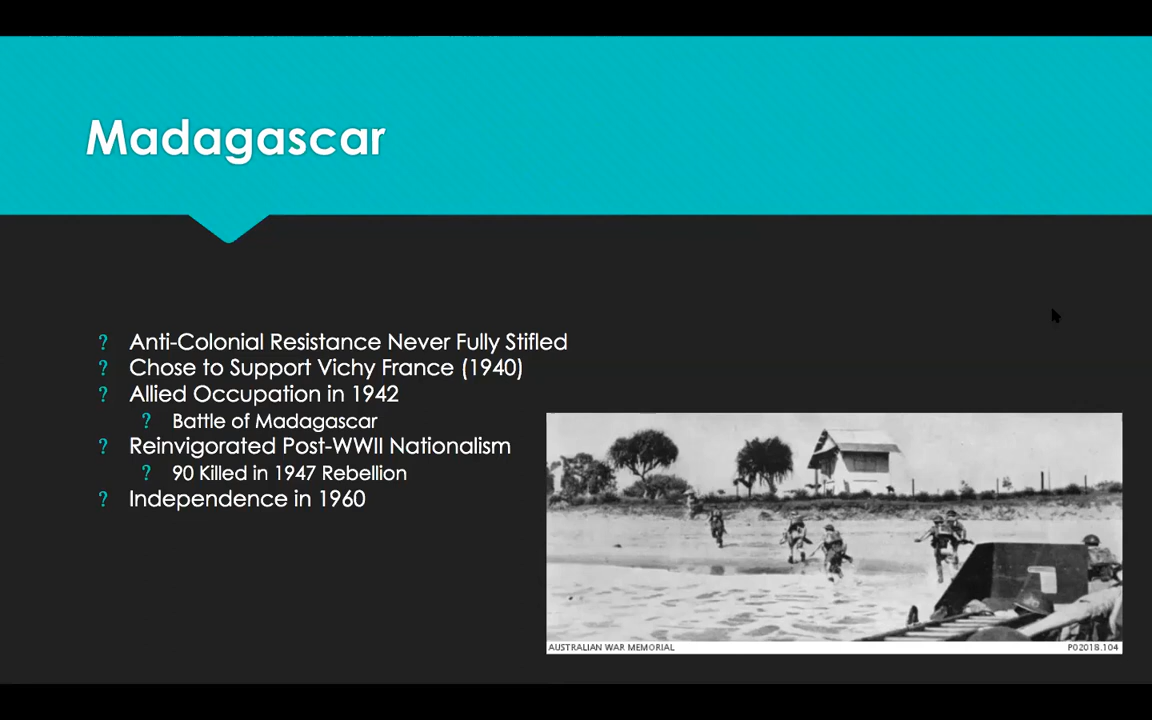 Madagascar
? Anti-Colonial Resistance Never Fully Stifled
? Chose to Support Vichy France (1940)
? Allied Occupation in 1942
? Battle of Madagascar
? Reinvigorated Post-WWII Nationalism
? 90 Killed in 1947 Rebellion
? Independence in 1960
AUSTRALIAN WAR MEMORIAL P02018.104